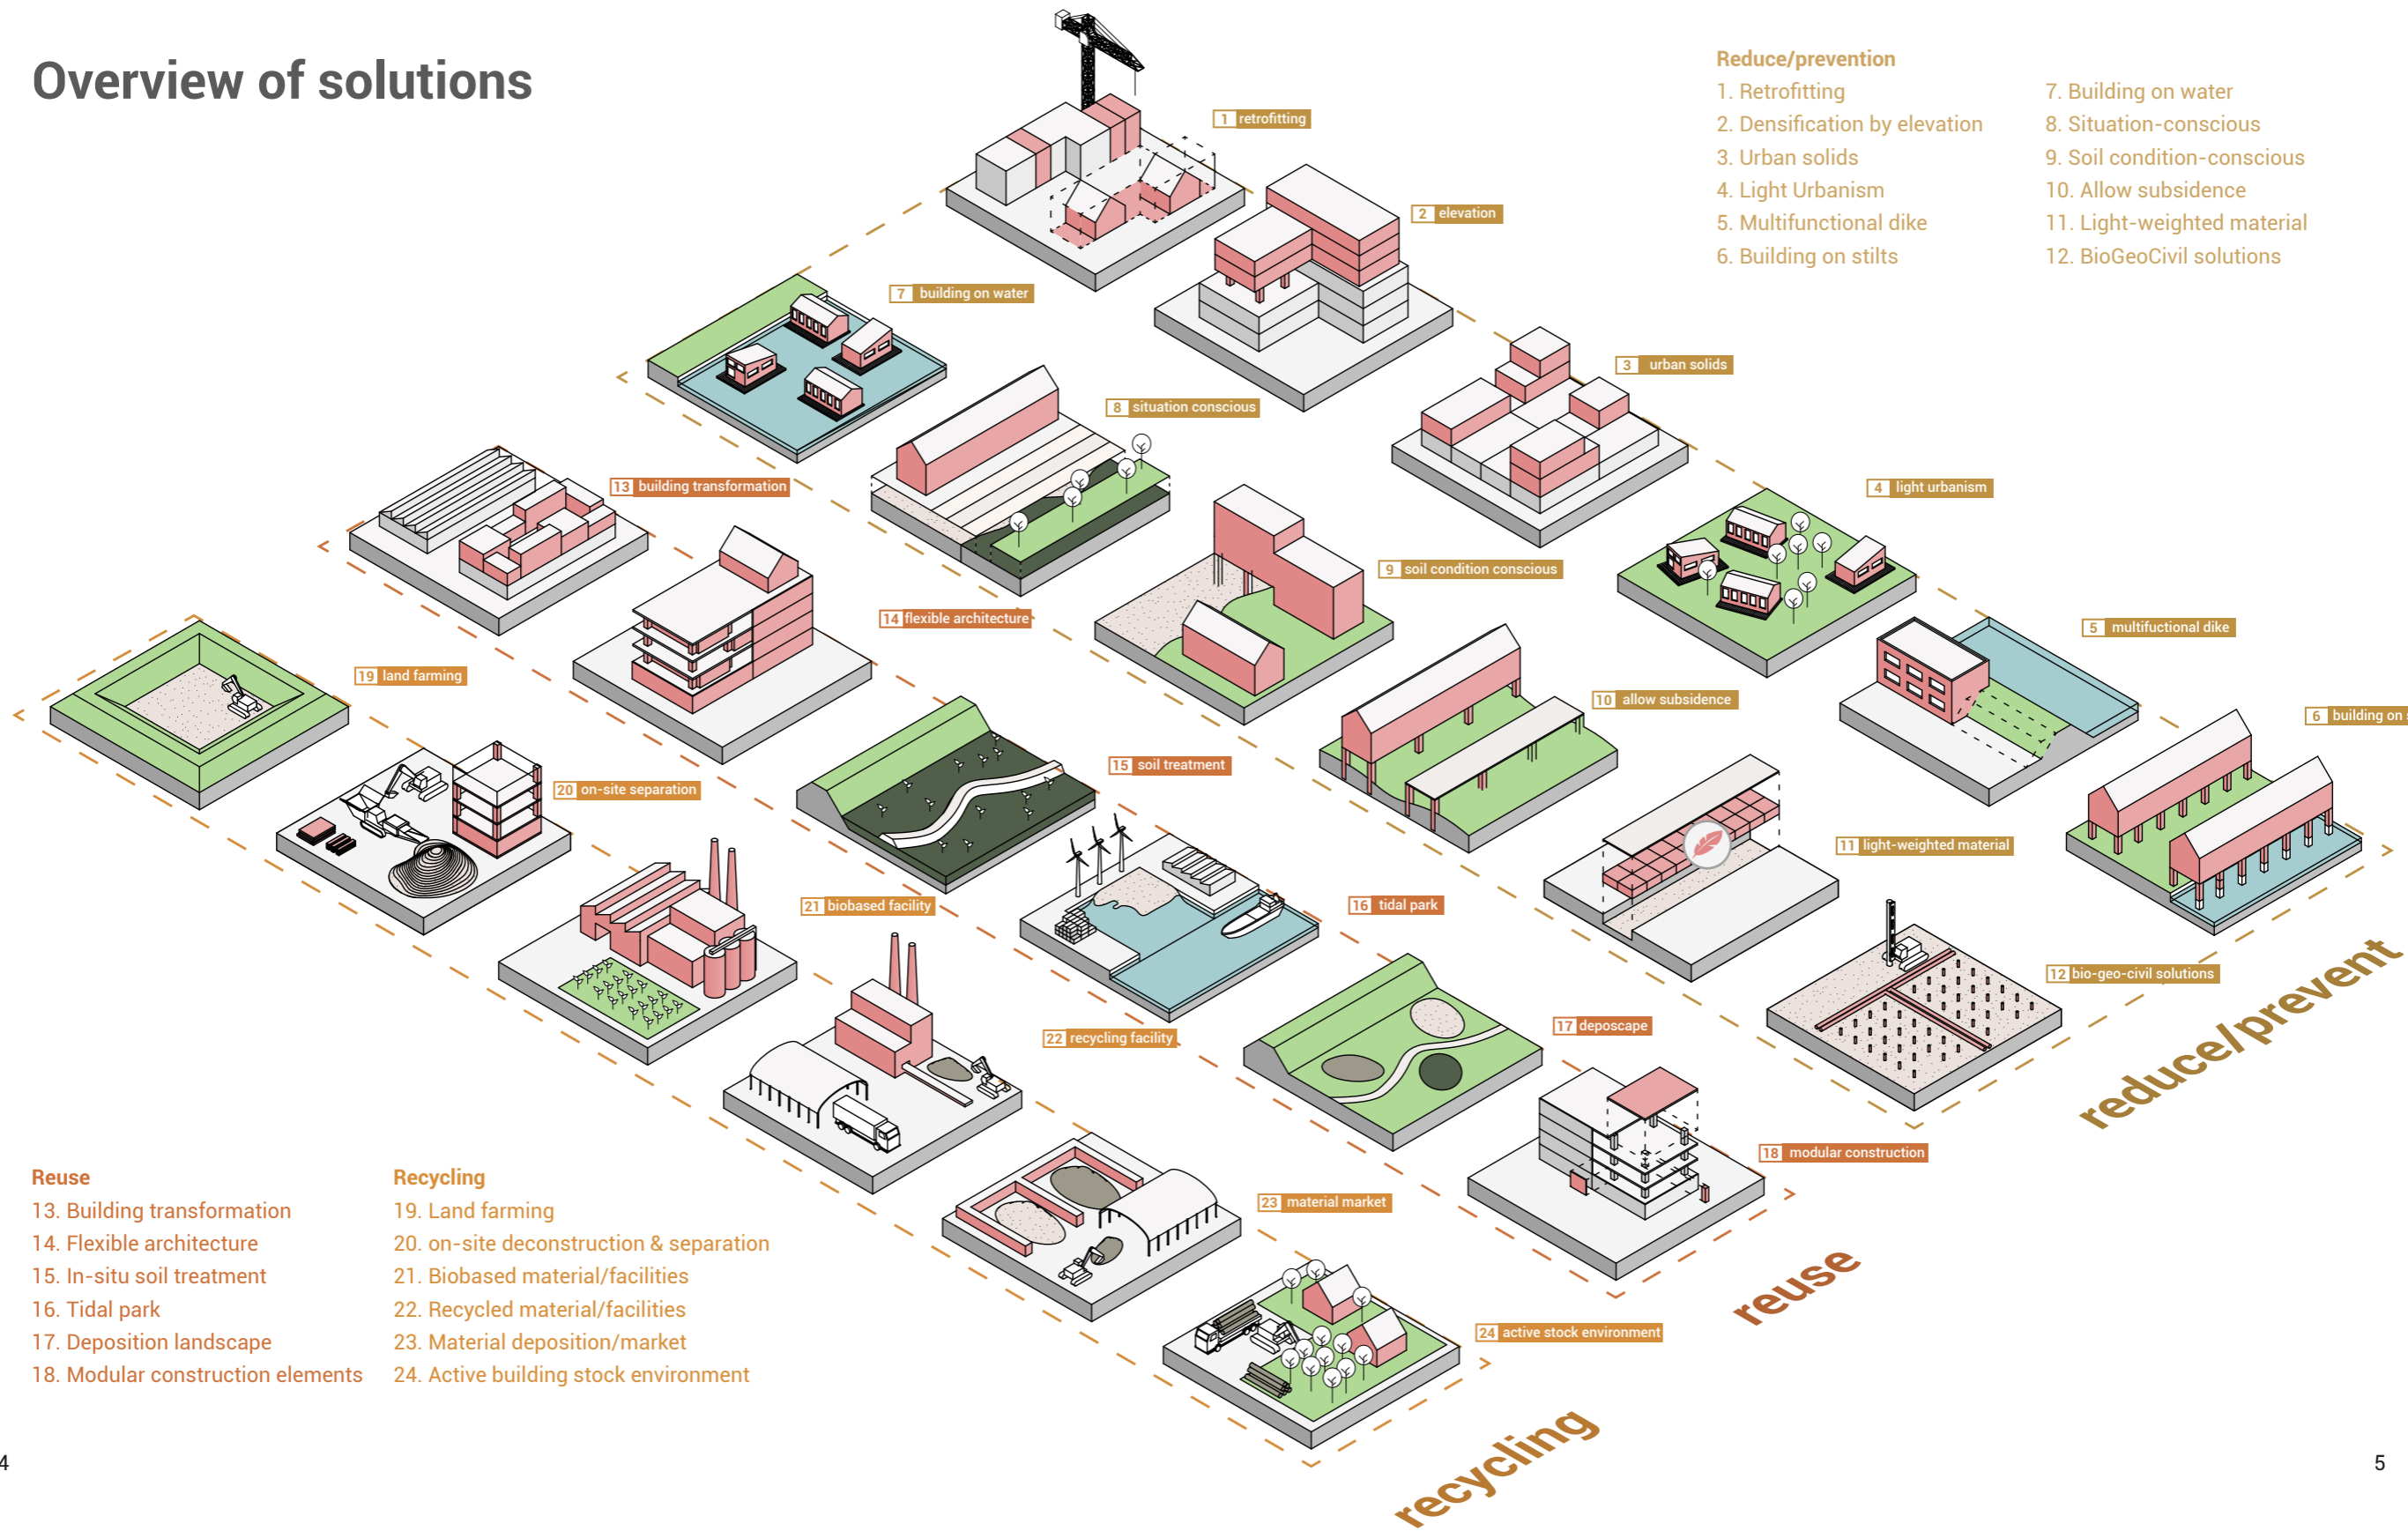 Overview of solutions
Reduce/prevention
1. Retrofitting
2. Densification by elevation
3. Urban solids
4. Light Urbanism
5. Multifunctional dike
6. Building on stilts
7. Building on water
8. Situation-conscious
9. Soil condition-conscious
10. Allow subsidence
11. Light-weighted material
12. BioGeoCivil solutions
1 retrofitting
2 elevation
3 urban solids
4 light urbanism
5 multifuctional dike
6 building on
7 building on water
8 situation conscious
9 soil condition conscious
10 allow subsidence
11 light-weighted material
12 bio-geo-civil solutions
reduce/prevent
13 building transformation
14 flexible architecture
15 soil treatment
16 tidal park
17 deposcape
18 modular construction
reuse
19 land farming
20 on-site separation
21 biobased facility
22 recycling facility
23 material market
24 active stock environment
recycling
Reuse
13. Building transformation
14. Flexible architecture
15. In-situ soil treatment
16. Tidal park
17. Deposition landscape
18. Modular construction elements
Recycling
19. Land farming
20. on-site deconstruction & separation
21. Biobased material/facilities
22. Recycled material/facilities
23. Material deposition/market
24. Active building stock environment
4
5